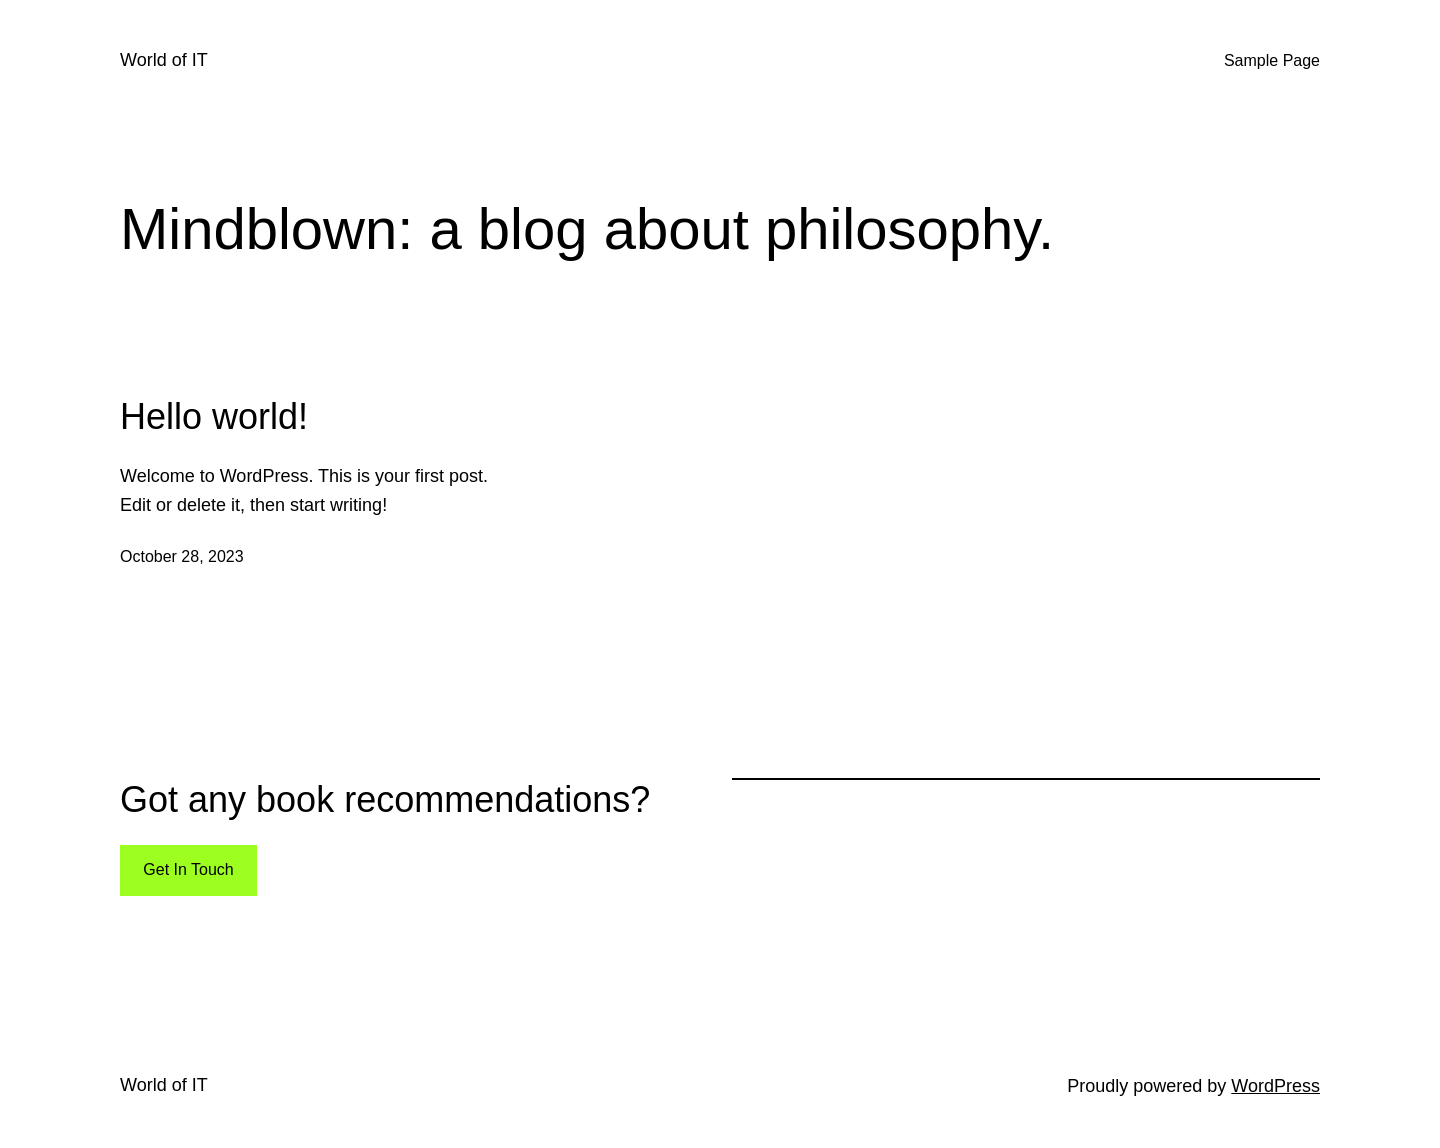 World of IT
Sample Page
Mindblown: a blog about philosophy.
Hello world!
Welcome to WordPress. This is your first post.
Edit or delete it, then start writing!
October 28, 2023
Got any book recommendations?
Get In Touch
World of IT
Proudly powered by WordPress